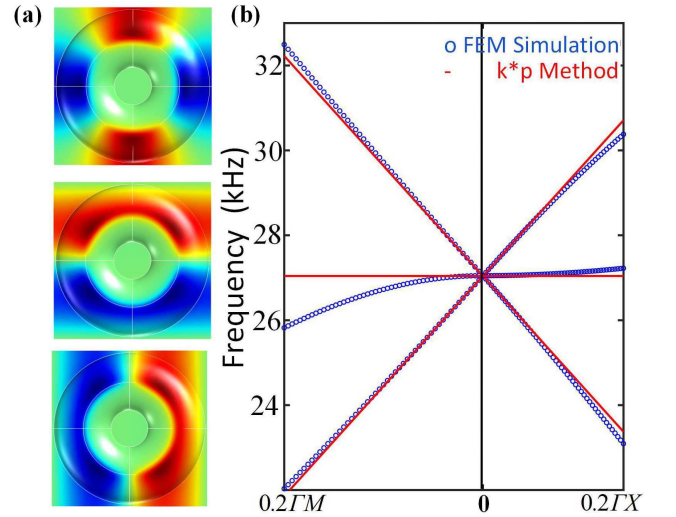 (a)
(b)
o FEM Simulation
- k*p Method
Frequency (kHz)
32
30
28
26
24
0.2ΓM
0
0.2ΓX